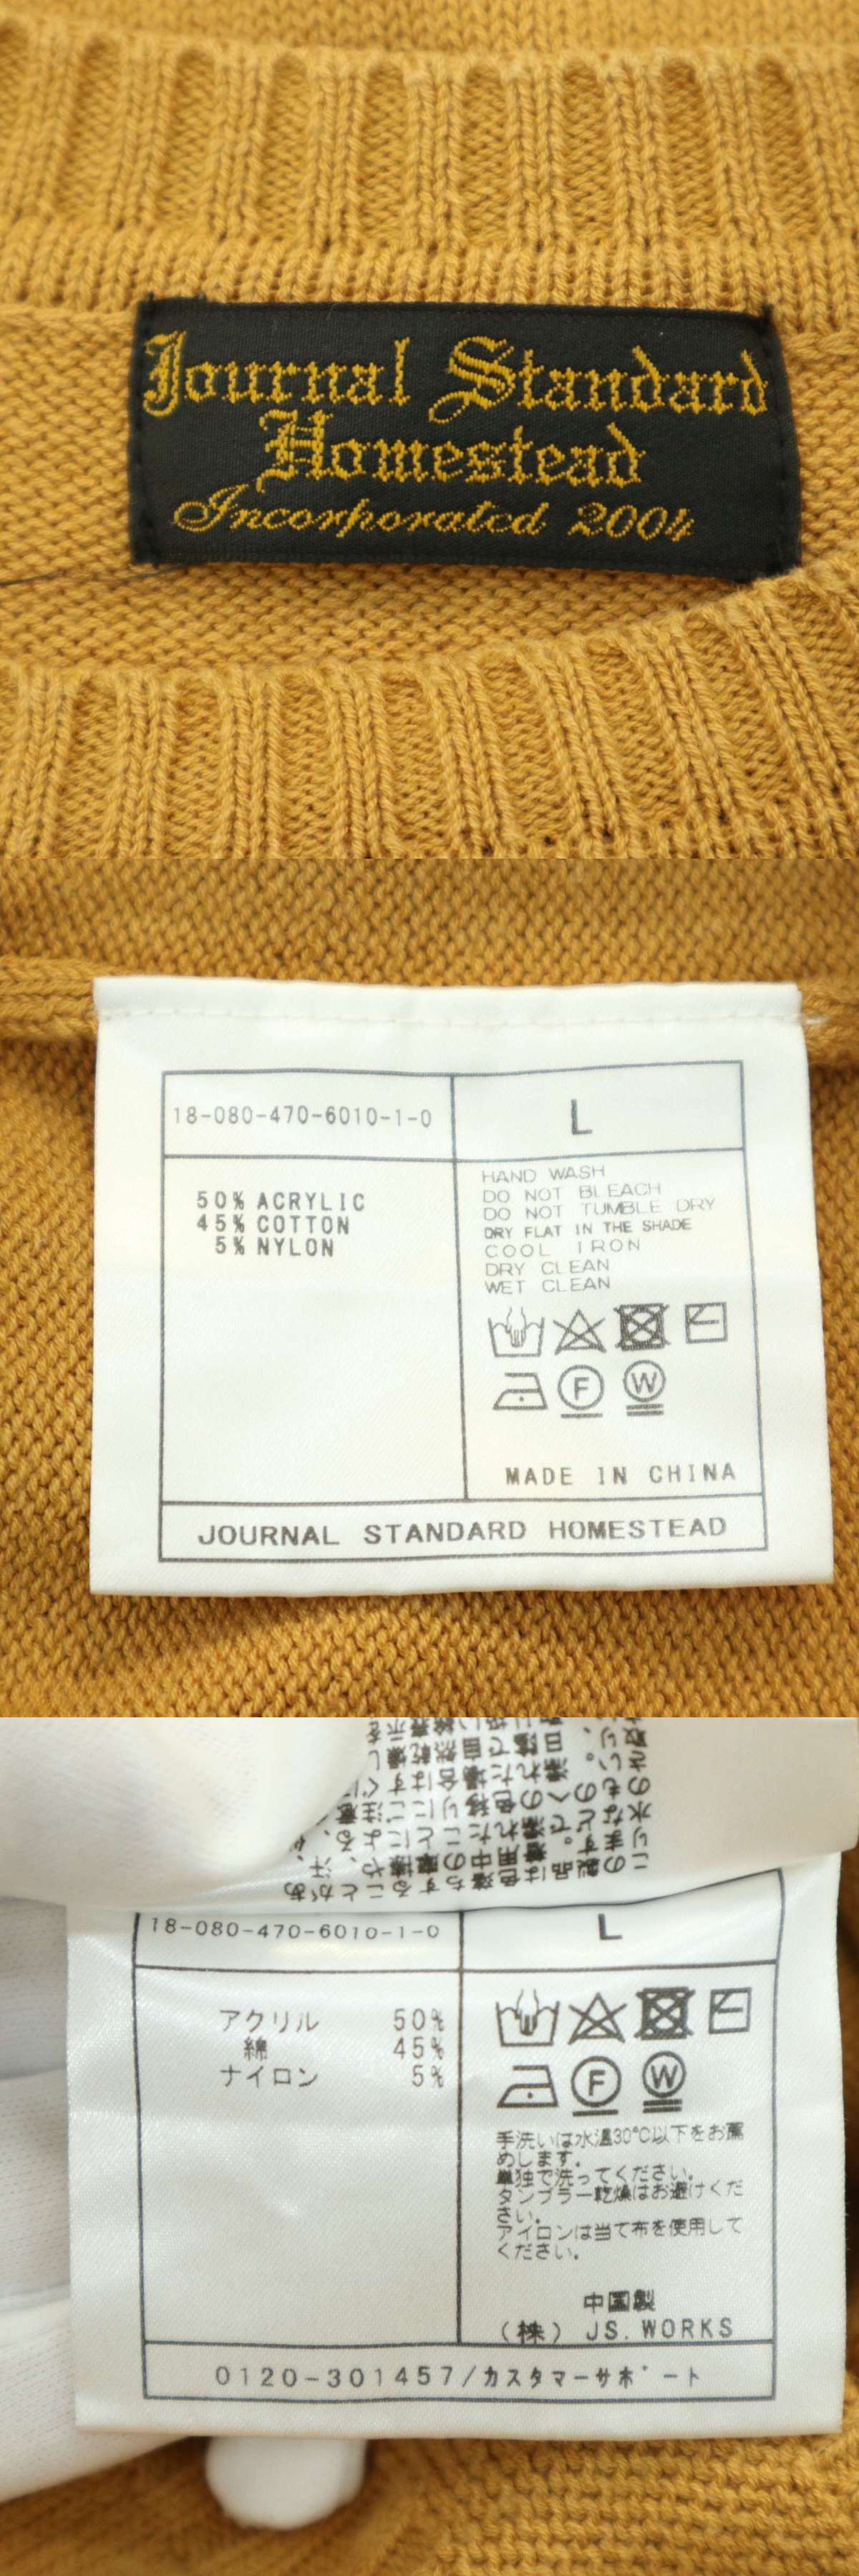 Journal Standard
Homestead
Incorporated 2004
18-080-470-6010-1-0
L
50% ACRYLIC
45% COTTON
5% NYLON
HAND WASH
DO NOT BLEACH
DO NOT TUMBLE DRY
DRY FLAT IN THE SHADE
COOL IRON
DRY CLEAN
WET CLEAN
F
W
MADE IN CHINA
JOURNAL STANDARD HOMESTEAD
18-080-470-6010-1-0
L
アクリル 50%
綿 45%
ナイロン 5%
F
W
手洗いは水温30℃以下をお薦
めします.
単独で洗ってください.
タンブラー乾燥はお避けくだ
さい.
アイロンは当て布を使用して
ください.
中国製
(株) JS.WORKS
0120-301457/カスタマーサポート